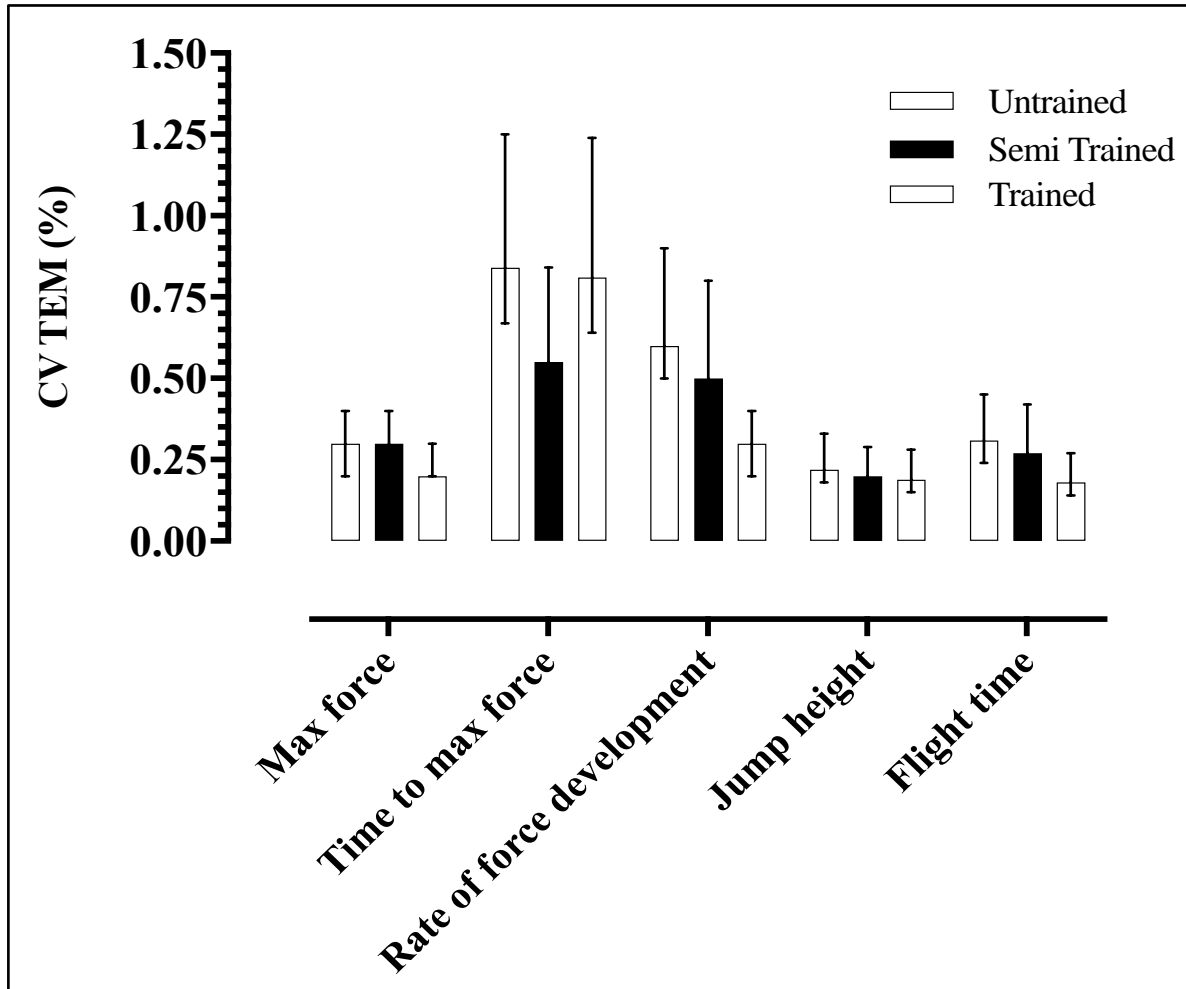 CV TEM (%)
1.50
1.25
1.00
0.75
0.50
0.25
0.00
Untrained
Semi Trained
Trained
Max force
Time to max force
Rate of force development
Jump height
Flight time